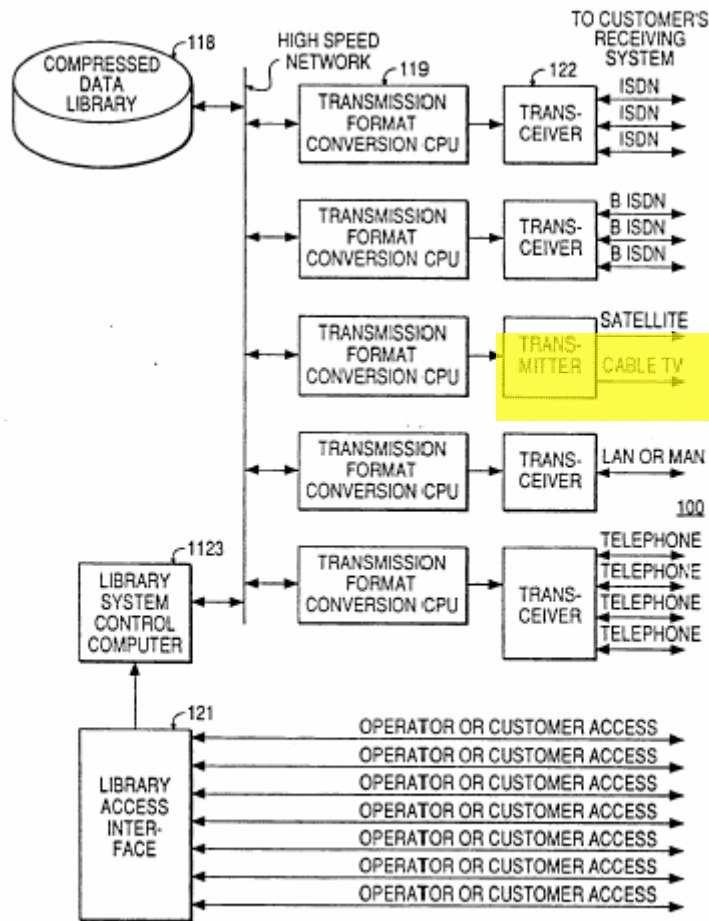 TO CUSTOMER'S
RECEIVING
SYSTEM
118
HIGH SPEED
NETWORK
COMPRESSED
DATA
LIBRARY
119
TRANSMISSION
FORMAT
CONVERSION CPU
122
TRANS-
CEIVER
ISDN
ISDN
ISDN
TRANSMISSION
FORMAT
CONVERSION CPU
TRANS-
CEIVER
B ISDN
B ISDN
B ISDN
TRANSMISSION
FORMAT
CONVERSION CPU
TRANS-
MITTER
SATELLITE
CABLE TV
TRANSMISSION
FORMAT
CONVERSION CPU
TRANS-
CEIVER
LAN OR MAN
100
1123
LIBRARY
SYSTEM
CONTROL
COMPUTER
TRANSMISSION
FORMAT
CONVERSION CPU
TRANS-
CEIVER
TELEPHONE
TELEPHONE
TELEPHONE
TELEPHONE
121
LIBRARY
ACCESS
INTER-
FACE
OPERATOR OR CUSTOMER ACCESS
OPERATOR OR CUSTOMER ACCESS
OPERATOR OR CUSTOMER ACCESS
OPERATOR OR CUSTOMER ACCESS
OPERATOR OR CUSTOMER ACCESS
OPERATOR OR CUSTOMER ACCESS
OPERATOR OR CUSTOMER ACCESS